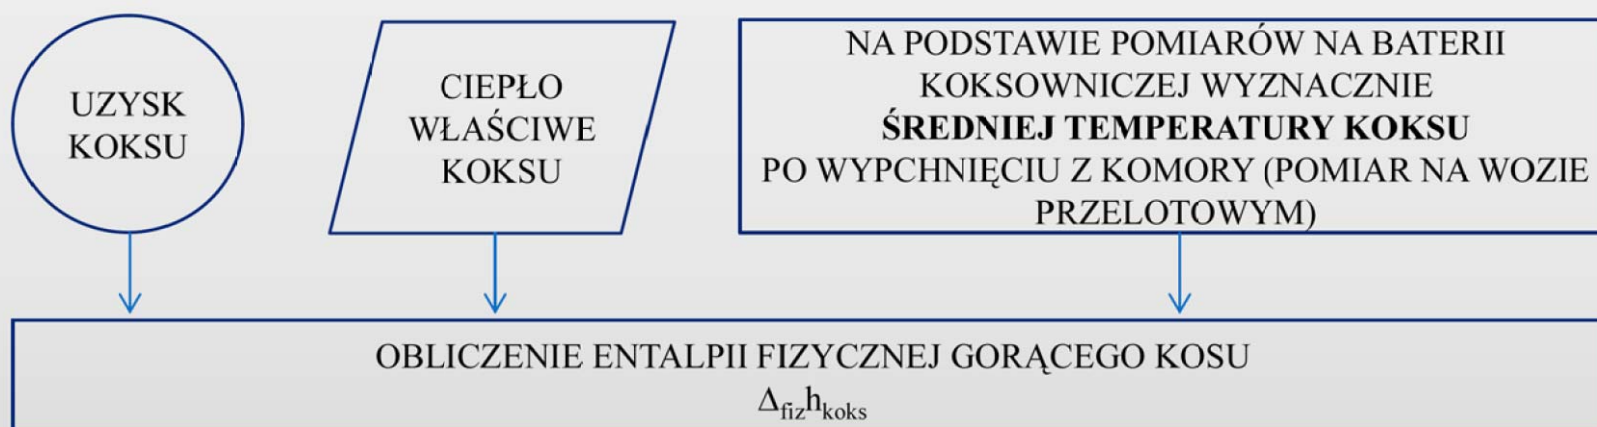 UZYSK
KOKSU
CIEPŁO
WŁAŚCIWE
KOKSU
NA PODSTAWIE POMIARÓW NA BATERII
KOKSOWNICZEJ WYZNACZNIE
ŚREDNIEJ TEMPERATURY KOKSU
PO WYPCHNIĘCIU Z KOMORY (POMIAR NA WOZIE
PRZELOTOWYM)
OBLICZENIE ENTALPII FIZYCZNEJ GORĄCEGO KOSU
Δfizhkoks